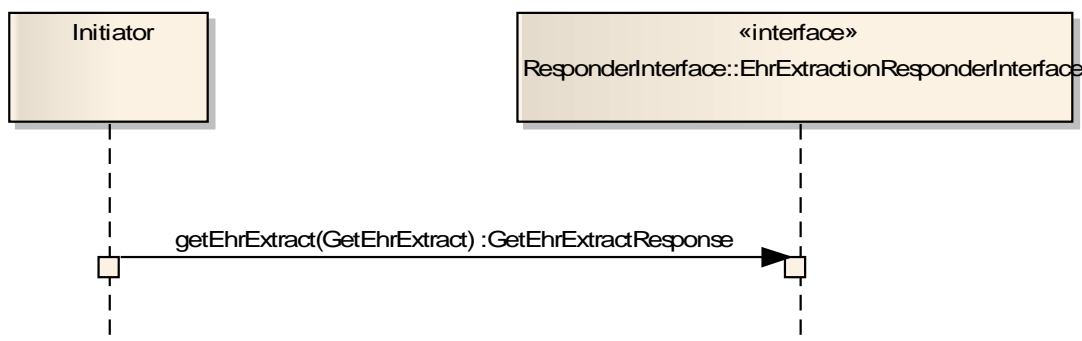 Initiator
«interface»
ResponderInterface::EhrExtractionResponderInterface
getEhrExtract(GetEhrExtract) :GetEhrExtractResponse